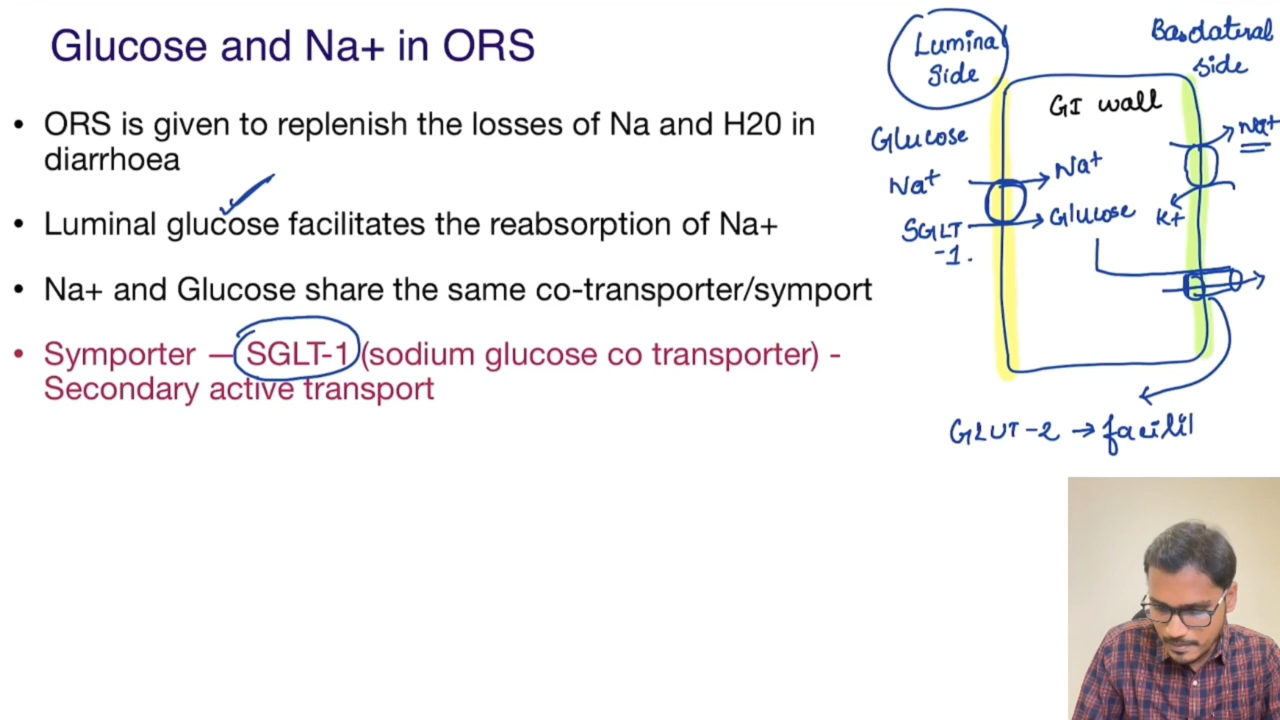 Glucose and Na+ in ORS
• ORS is given to replenish the losses of Na and H20 in
diarrhoea
• Luminal glucose facilitates the reabsorption of Na+
• Na+ and Glucose share the same co-transporter/symport
• Symporter — SGLT-1 (sodium glucose co transporter) -
Secondary active transport
Luminal
Side
Basolateral
side
GI wall
Glucose
Na+
Na+
Na+
SGLT
-1.
Glucose
K+
GLUT-2 → facilit